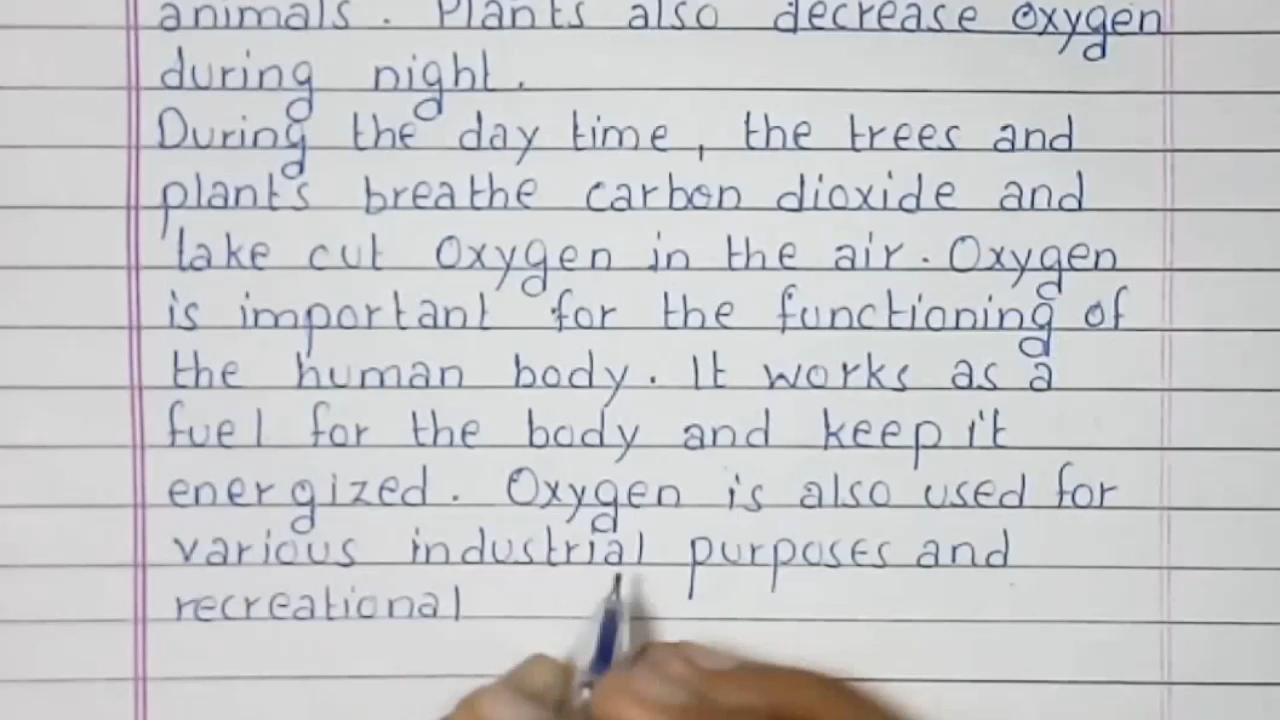 animals. Plants also decrease oxygen
during night.
During the day time, the trees and
plants breathe carbon dioxide and
take cut oxygen in the air. Oxygen
is important for the functioning of
the human body. It works as a
fuel for the body and keep it
energized. Oxygen is also used for
various industrial purposes and
recreational